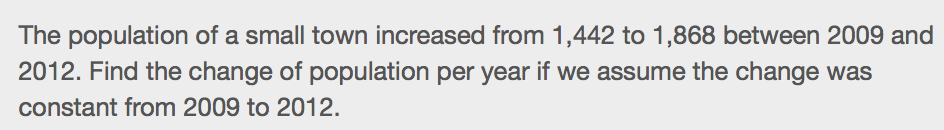 The population of a small town increased from 1,442 to 1,868 between 2009 and
2012. Find the change of population per year if we assume the change was
constant from 2009 to 2012.